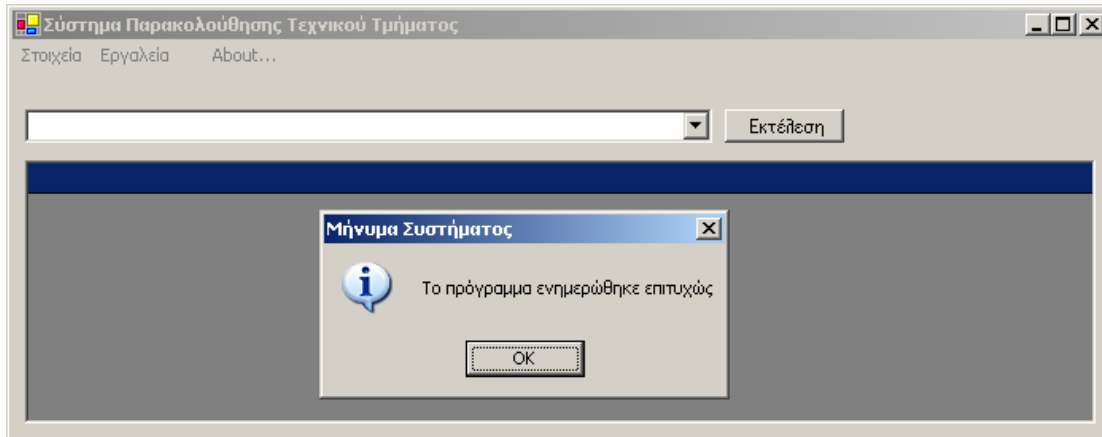 Σύστημα Παρακολούθησης Τεχνικού Τμήματος
Στοιχεία Εργαλεία About...
Εκτέλεση
Μήνυμα Συστήματος
Το πρόγραμμα ενημερώθηκε επιτυχώς
OK